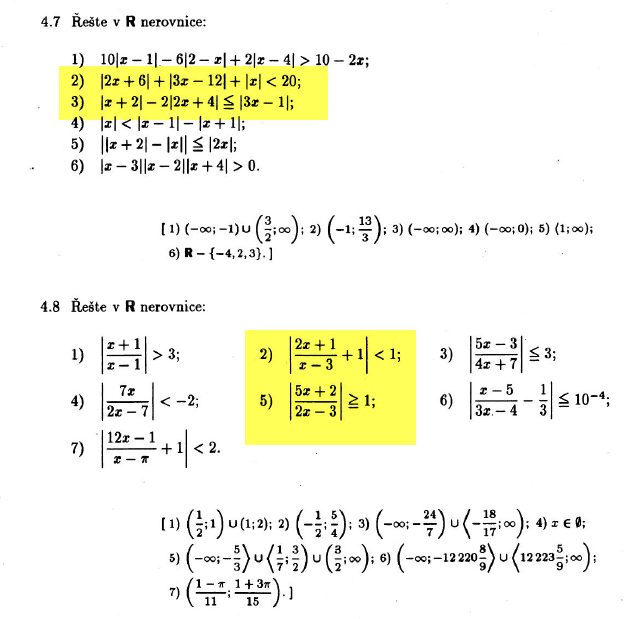 4.7 Řešte v R nerovnice:
1) 10|x − 1| − 6|2 − x| + 2|x − 4| > 10 − 2x;
2) |2x + 6| + |3x − 12| + |x| < 20;
3) |x + 2| − 2|2x + 4| ≦ |3x − 1|;
4) |x| < |x − 1| − |x + 1|;
5) ||x + 2| − |x|| ≦ |2x|;
6) |x − 3||x − 2||x + 4| > 0.
[ 1) (−∞; −1) ∪ (3/2; ∞); 2) (−1; 13/3); 3) (−∞; ∞); 4) (−∞; 0); 5) ⟨1; ∞);
6) R − {−4, 2, 3}. ]
4.8 Řešte v R nerovnice:
1) |(x + 1)/(x − 1)| > 3; 2) |(2x + 1)/(x − 3) + 1| < 1; 3) |(5x − 3)/(4x + 7)| ≦ 3;
4) |7x/(2x − 7)| < −2; 5) |(5x + 2)/(2x − 3)| ≧ 1; 6) |(x − 5)/(3x − 4) − 1/3| ≦ 10⁻⁴;
7) |(12x − 1)/(x − π) + 1| < 2.
[ 1) (1/2; 1) ∪ (1; 2); 2) (−1/2; 5/4); 3) (−∞; −24/7⟩ ∪ ⟨−18/17; ∞); 4) x ∈ ∅;
5) (−∞; −5/3⟩ ∪ ⟨1/7; 3/2) ∪ (3/2; ∞); 6) (−∞; −12 220 8/9⟩ ∪ ⟨12 223 5/9; ∞);
7) ((1 − π)/11; (1 + 3π)/15). ]